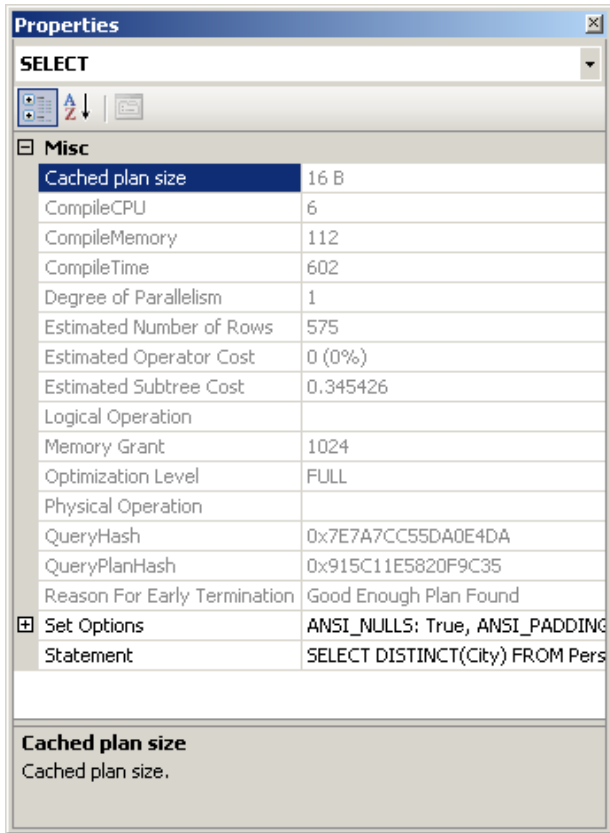 Properties
SELECT
A Z
Misc
Cached plan size 16 B
CompileCPU 6
CompileMemory 112
CompileTime 602
Degree of Parallelism 1
Estimated Number of Rows 575
Estimated Operator Cost 0 (0%)
Estimated Subtree Cost 0.345426
Logical Operation
Memory Grant 1024
Optimization Level FULL
Physical Operation
QueryHash 0x7E7A7CC55DA0E4DA
QueryPlanHash 0x915C11E5820F9C35
Reason For Early Termination Good Enough Plan Found
Set Options ANSI_NULLS: True, ANSI_PADDING
Statement SELECT DISTINCT(City) FROM Pers
Cached plan size
Cached plan size.